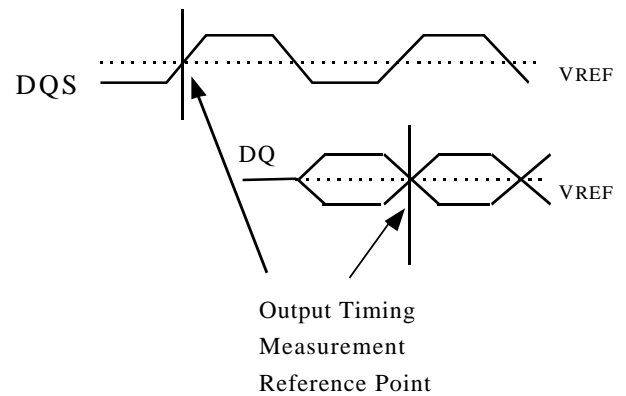 DQS
VREF
DQ
VREF
Output Timing
Measurement
Reference Point